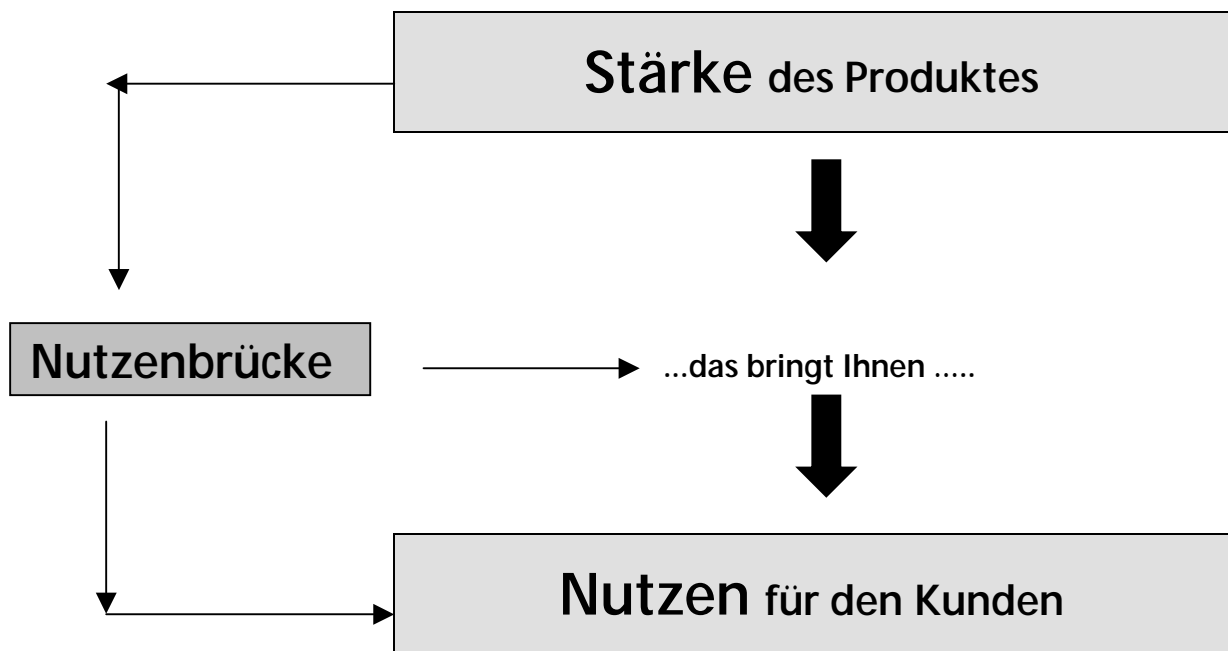 Stärke des Produktes
Nutzenbrücke
...das bringt Ihnen .....
Nutzen für den Kunden